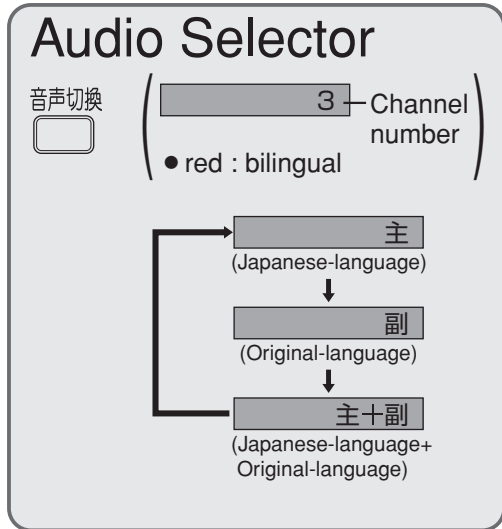 Audio Selector
音声切換
3
Channel
number
● red : bilingual
主
(Japanese-language)
副
(Original-language)
主＋副
(Japanese-language+
Original-language)